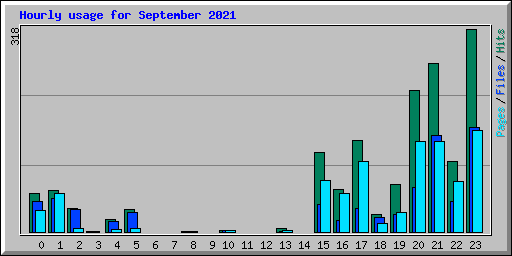 Hourly usage for September 2021
318
Pages / Files / Hits
0 1 2 3 4 5 6 7 8 9 10 11 12 13 14 15 16 17 18 19 20 21 22 23